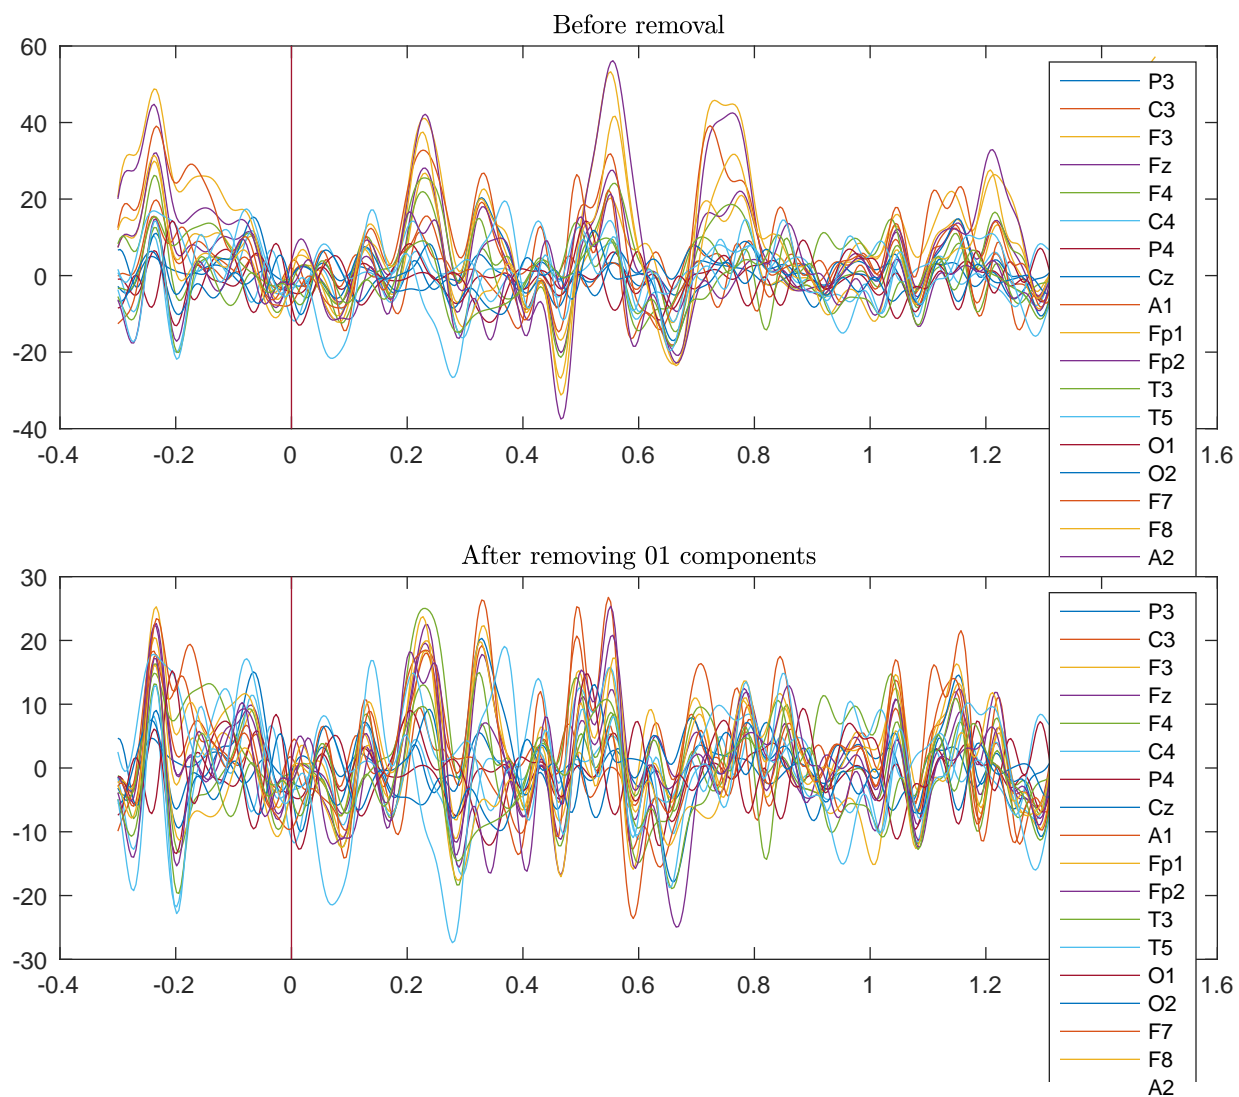 Before removal
60
40
20
0
-20
-40
-0.4 -0.2 0 0.2 0.4 0.6 0.8 1 1.2 1.6
P3
C3
F3
Fz
F4
C4
P4
Cz
A1
Fp1
Fp2
T3
T5
O1
O2
F7
F8
A2
After removing 01 components
30
20
10
0
-10
-20
-30
-0.4 -0.2 0 0.2 0.4 0.6 0.8 1 1.2 1.6
P3
C3
F3
Fz
F4
C4
P4
Cz
A1
Fp1
Fp2
T3
T5
O1
O2
F7
F8
A2